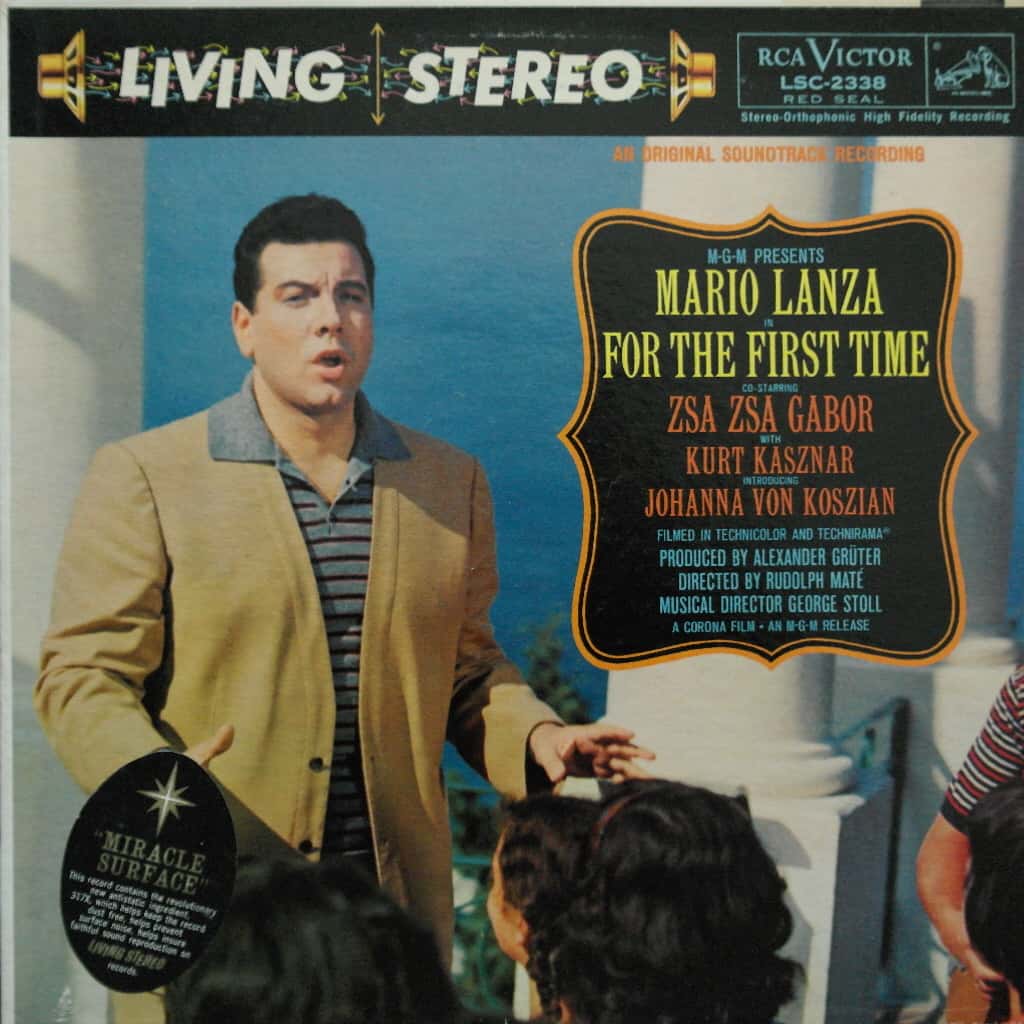 LIVING STEREO
RCA VICTOR
LSC-2338
RED SEAL
Stereo-Orthophonic High Fidelity Recording
AN ORIGINAL SOUNDTRACK RECORDING
M-G-M PRESENTS
MARIO LANZA
IN
FOR THE FIRST TIME
CO-STARRING
ZSA ZSA GABOR
WITH
KURT KASZNAR
INTRODUCING
JOHANNA VON KOSZIAN
FILMED IN TECHNICOLOR AND TECHNIRAMA®
PRODUCED BY ALEXANDER GRÜTER
DIRECTED BY RUDOLPH MATÉ
MUSICAL DIRECTOR GEORGE STOLL
A CORONA FILM • AN M-G-M RELEASE
"MIRACLE
SURFACE"
This record contains the revolutionary
new antistatic ingredient,
317X, which helps keep the record
dust free, helps prevent
surface noise, helps insure
faithful sound reproduction on
LIVING STEREO
records.